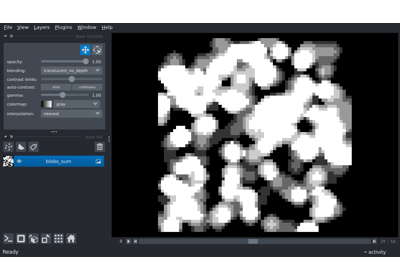 File View Layers Plugins Window Help
opacity: 1.00
blending: translucent_no_depth
contrast limits:
auto-contrast: once continuous
gamma: 1.00
colormap: gray
interpolation: nearest
blobs_sum
Ready
activity